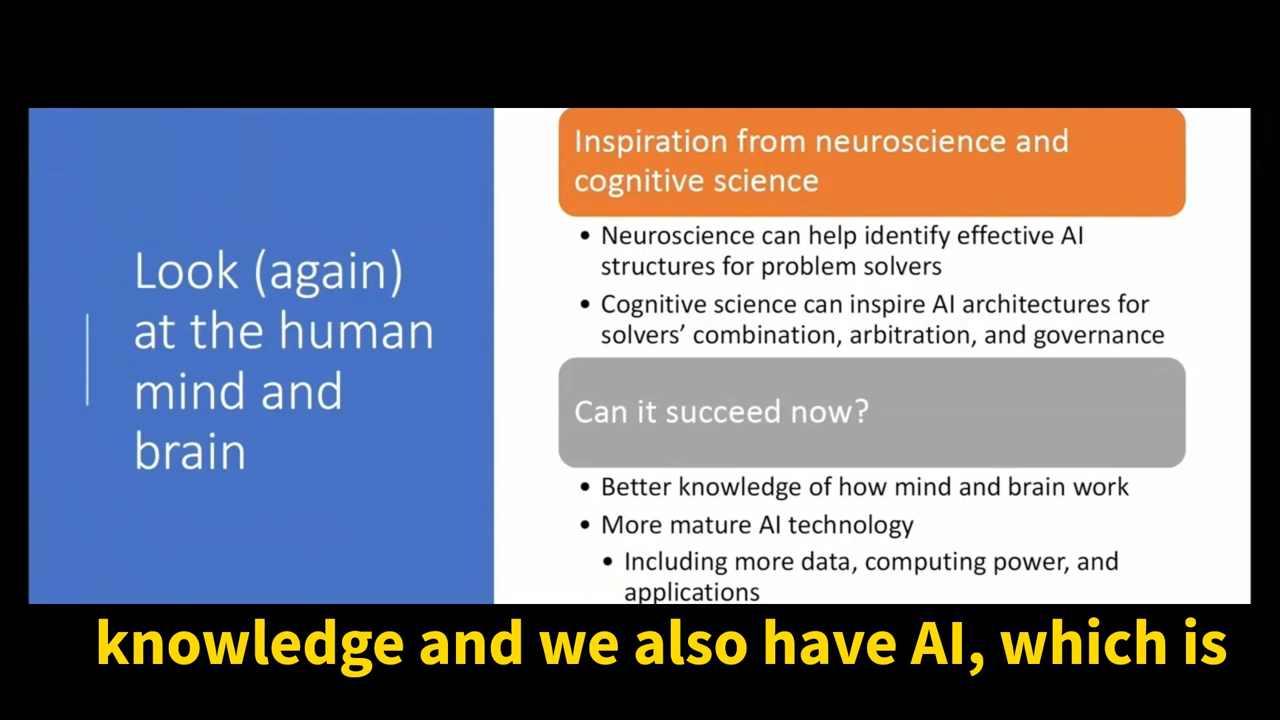 Look (again)
at the human
mind and
brain
Inspiration from neuroscience and
cognitive science
• Neuroscience can help identify effective AI
structures for problem solvers
• Cognitive science can inspire AI architectures for
solvers’ combination, arbitration, and governance
Can it succeed now?
• Better knowledge of how mind and brain work
• More mature AI technology
• Including more data, computing power, and
applications
knowledge and we also have AI, which is